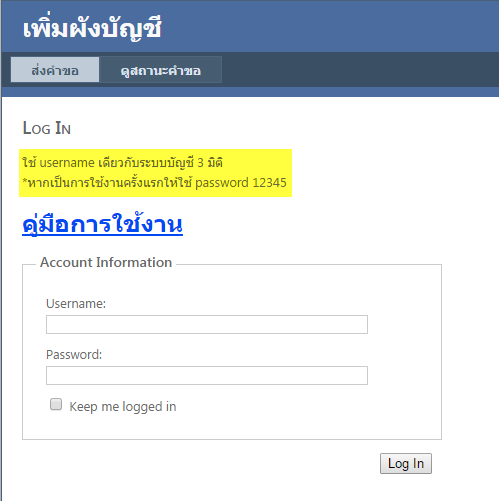 เพิ่มผังบัญชี
ส่งคำขอ ดูสถานะคำขอ
Log In
ใช้ username เดียวกับระบบบัญชี 3 มิติ
*หากเป็นการใช้งานครั้งแรกให้ใช้ password 12345
คู่มือการใช้งาน
Account Information
Username:
Password:
Keep me logged in
Log In